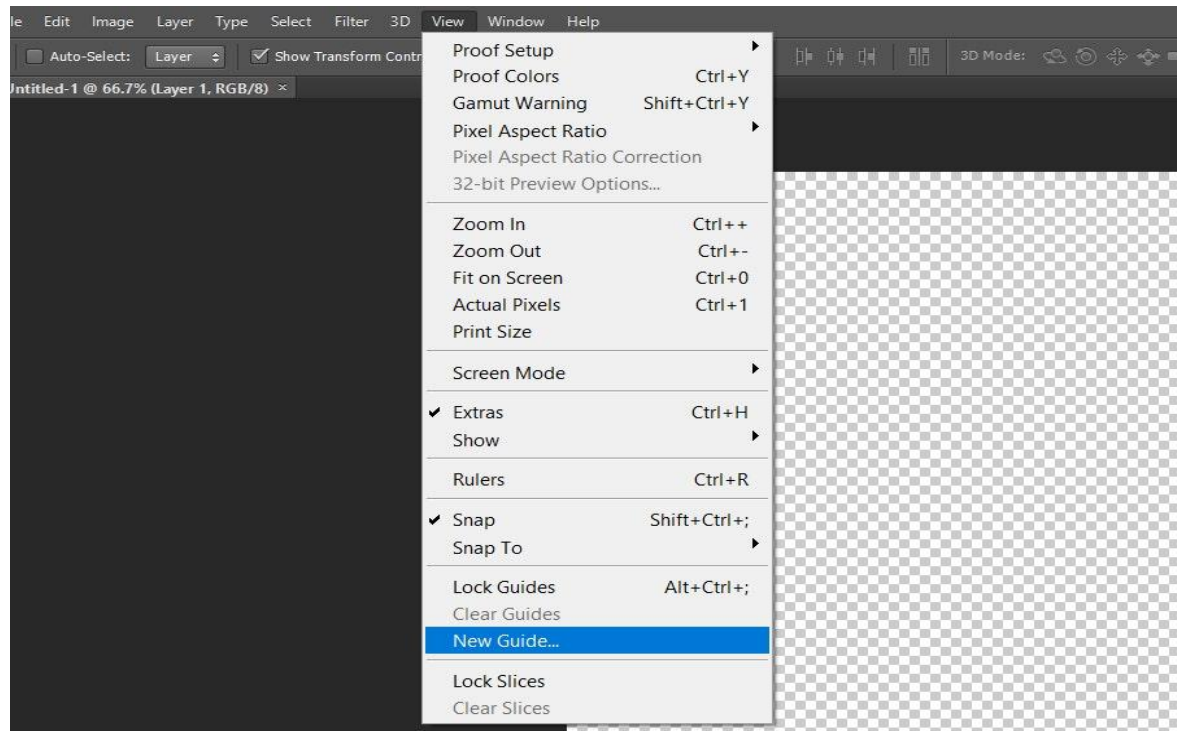 le Edit Image Layer Type Select Filter 3D View Window Help
Auto-Select: Layer Show Transform Contr 3D Mode:
Untitled-1 @ 66.7% (Layer 1, RGB/8) ×
Proof Setup
Proof Colors Ctrl+Y
Gamut Warning Shift+Ctrl+Y
Pixel Aspect Ratio
Pixel Aspect Ratio Correction
32-bit Preview Options...
Zoom In Ctrl++
Zoom Out Ctrl+-
Fit on Screen Ctrl+0
Actual Pixels Ctrl+1
Print Size
Screen Mode
Extras Ctrl+H
Show
Rulers Ctrl+R
Snap Shift+Ctrl+;
Snap To
Lock Guides Alt+Ctrl+;
Clear Guides
New Guide...
Lock Slices
Clear Slices